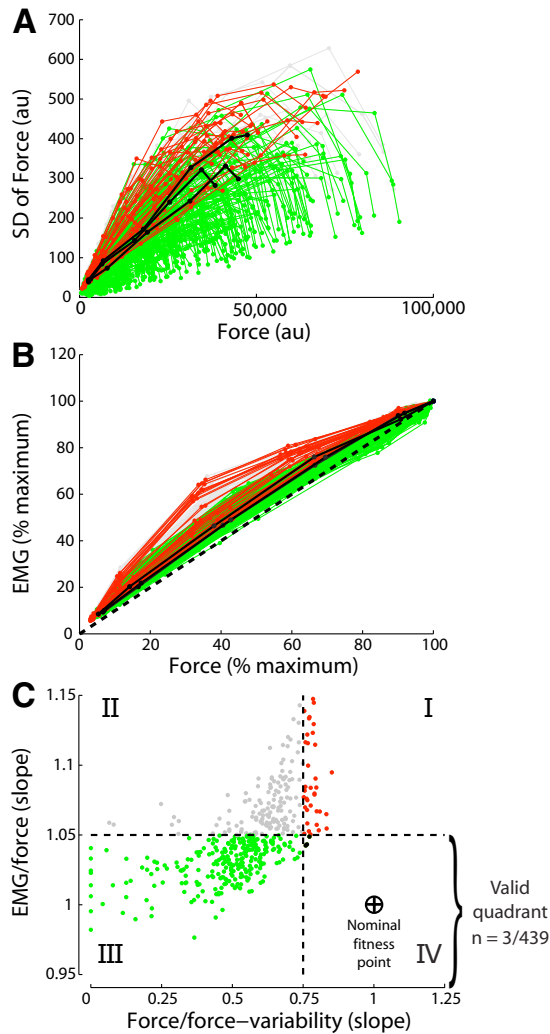 A
700
600
500
400
300
200
100
0
SD of Force (au)
0
50,000
100,000
Force (au)
B
120
100
80
60
40
20
0
EMG (% maximum)
0
20
40
60
80
100
Force (% maximum)
C
1.15
1.1
1.05
1
0.95
EMG/force (slope)
II
I
III
IV
Nominal
fitness
point
Valid
quadrant
n = 3/439
0
0.25
0.5
0.75
1
1.25
Force/force−variability (slope)